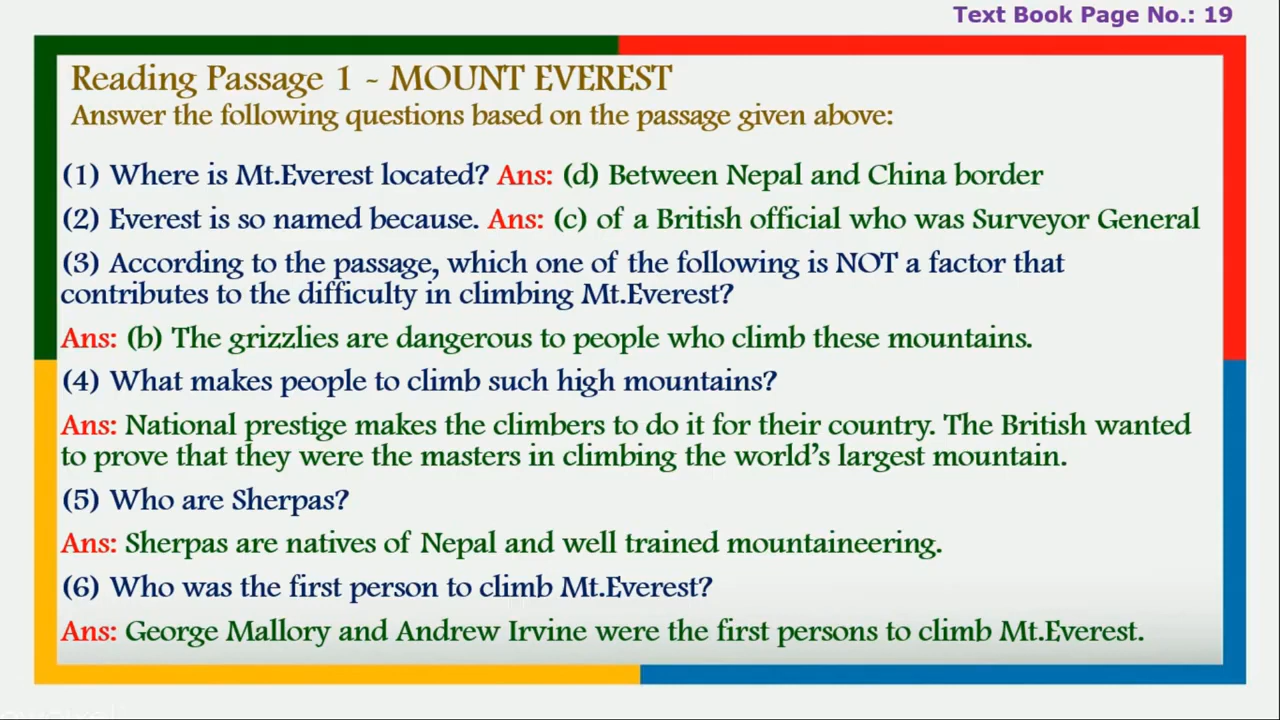 Text Book Page No.: 19
Reading Passage 1 - MOUNT EVEREST
Answer the following questions based on the passage given above:
(1) Where is Mt.Everest located? Ans: (d) Between Nepal and China border
(2) Everest is so named because. Ans: (c) of a British official who was Surveyor General
(3) According to the passage, which one of the following is NOT a factor that
contributes to the difficulty in climbing Mt.Everest?
Ans: (b) The grizzlies are dangerous to people who climb these mountains.
(4) What makes people to climb such high mountains?
Ans: National prestige makes the climbers to do it for their country. The British wanted
to prove that they were the masters in climbing the world's largest mountain.
(5) Who are Sherpas?
Ans: Sherpas are natives of Nepal and well trained mountaineering.
(6) Who was the first person to climb Mt.Everest?
Ans: George Mallory and Andrew Irvine were the first persons to climb Mt.Everest.